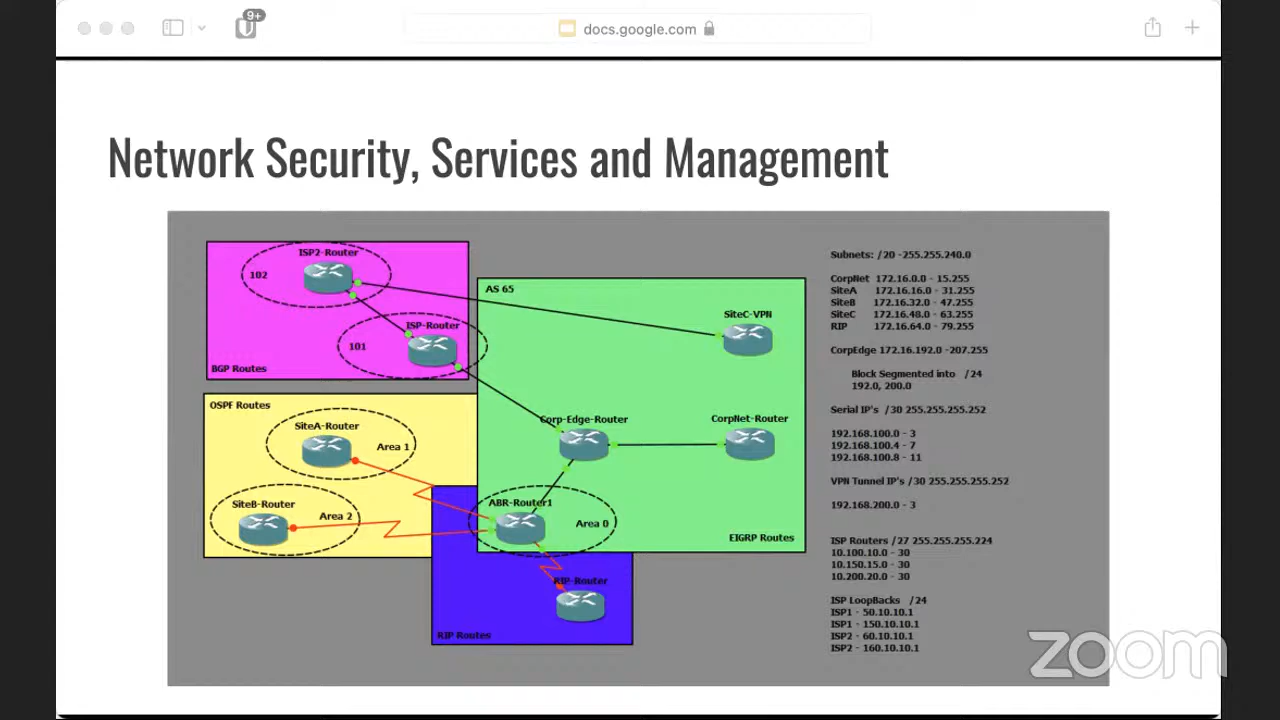 9+
docs.google.com
Network Security, Services and Management
ISP2-Router
102
ISP-Router
101
BGP Routes
AS 65
SiteC-VPN
Corp-Edge-Router
CorpNet-Router
OSPF Routes
SiteA-Router
Area 1
SiteB-Router
Area 2
ABR-Router1
Area 0
EIGRP Routes
RIP-Router
RIP Routes
Subnets: /20 -255.255.240.0
CorpNet 172.16.0.0 - 15.255
SiteA 172.16.16.0 - 31.255
SiteB 172.16.32.0 - 47.255
SiteC 172.16.48.0 - 63.255
RIP 172.16.64.0 - 79.255
CorpEdge 172.16.192.0 -207.255
Block Segmented into /24
192.0, 200.0
Serial IP's /30 255.255.255.252
192.168.100.0 - 3
192.168.100.4 - 7
192.168.100.8 - 11
VPN Tunnel IP's /30 255.255.255.252
192.168.200.0 - 3
ISP Routers /27 255.255.255.224
10.100.10.0 - 30
10.150.15.0 - 30
10.200.20.0 - 30
ISP LoopBacks /24
ISP1 - 50.10.10.1
ISP1 - 150.10.10.1
ISP2 - 60.10.10.1
ISP2 - 160.10.10.1
zoom